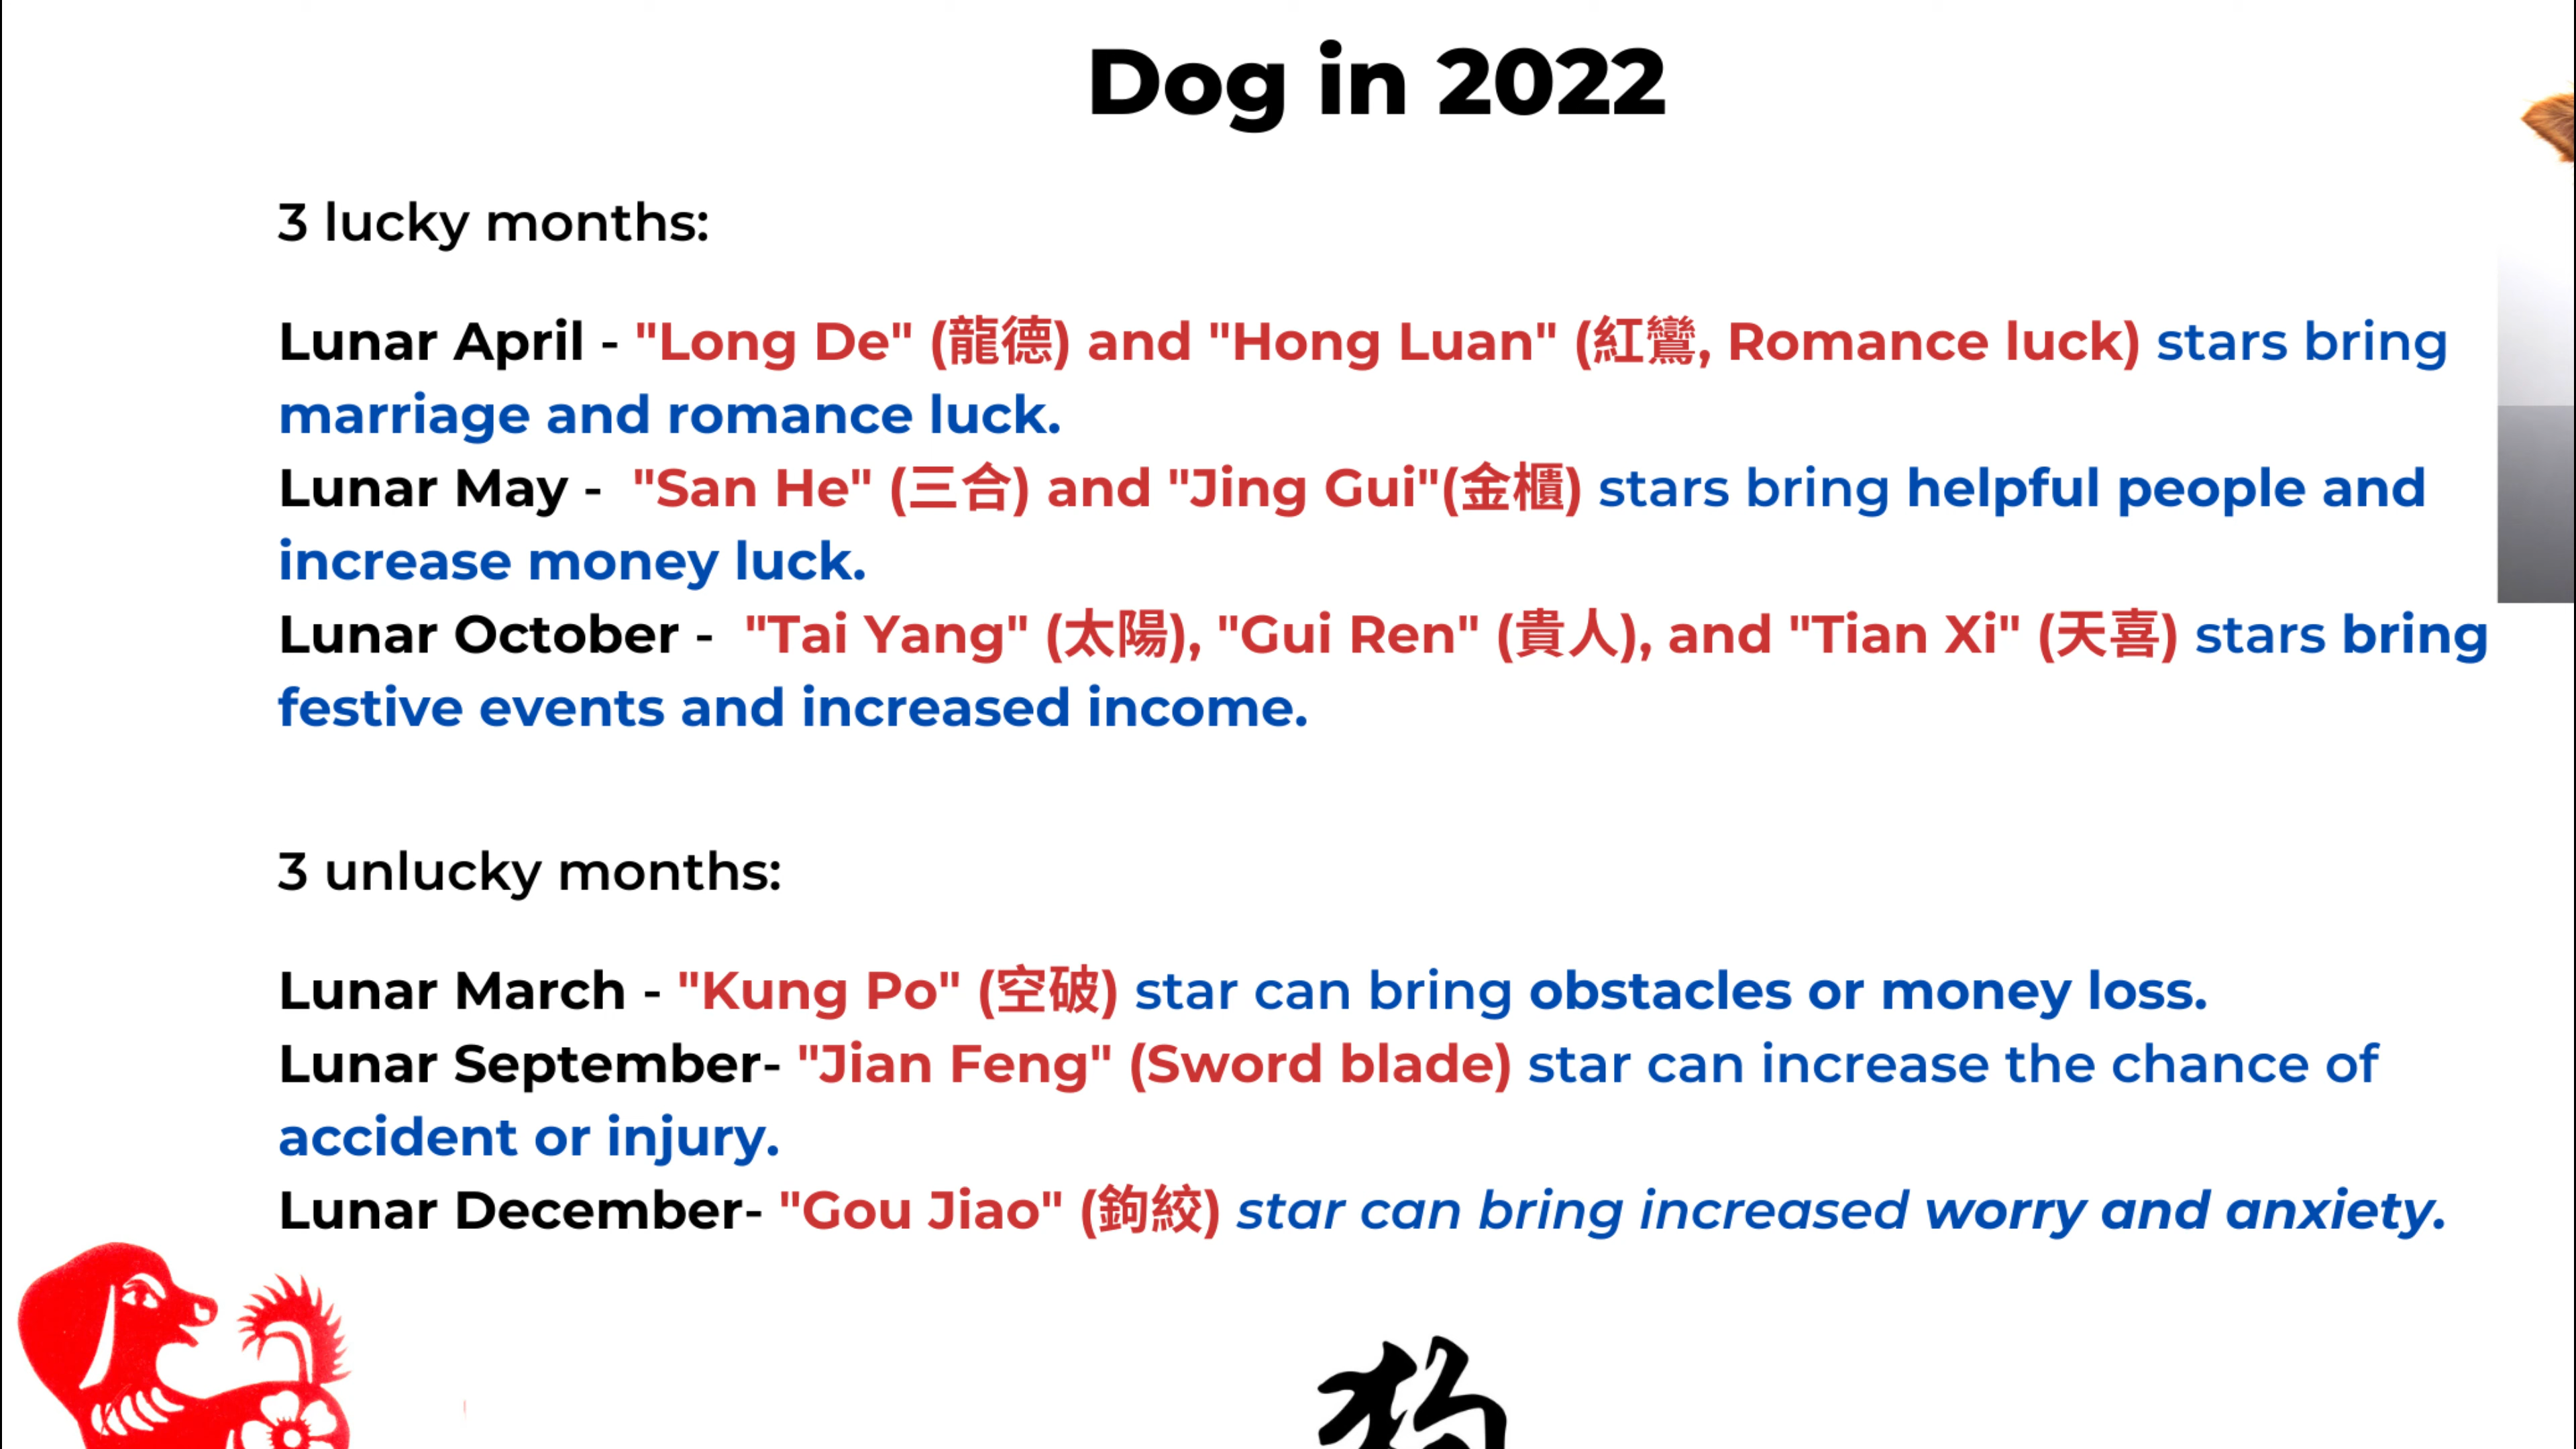 Dog in 2022
3 lucky months:
Lunar April - "Long De" (龍德) and "Hong Luan" (紅鸞, Romance luck) stars bring
marriage and romance luck.
Lunar May -  "San He" (三合) and "Jing Gui"(金櫃) stars bring helpful people and
increase money luck.
Lunar October -  "Tai Yang" (太陽), "Gui Ren" (貴人), and "Tian Xi" (天喜) stars bring
festive events and increased income.
3 unlucky months:
Lunar March - "Kung Po" (空破) star can bring obstacles or money loss.
Lunar September- "Jian Feng" (Sword blade) star can increase the chance of
accident or injury.
Lunar December- "Gou Jiao" (鉤絞) star can bring increased worry and anxiety.
狗